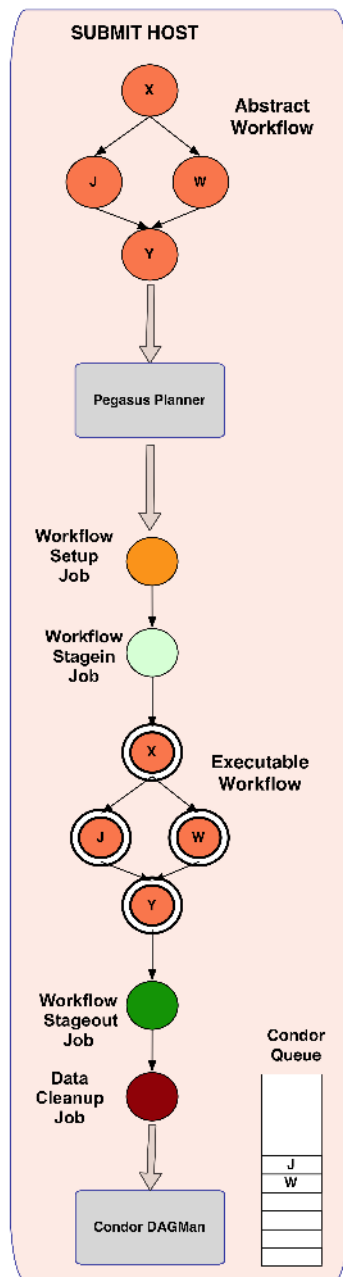 SUBMIT HOST
X
Abstract
Workflow
J
W
Y
Pegasus Planner
Workflow
Setup
Job
Workflow
Stagein
Job
X
Executable
Workflow
J
W
Y
Workflow
Stageout
Job
Condor
Queue
Data
Cleanup
Job
J
W
Condor DAGMan